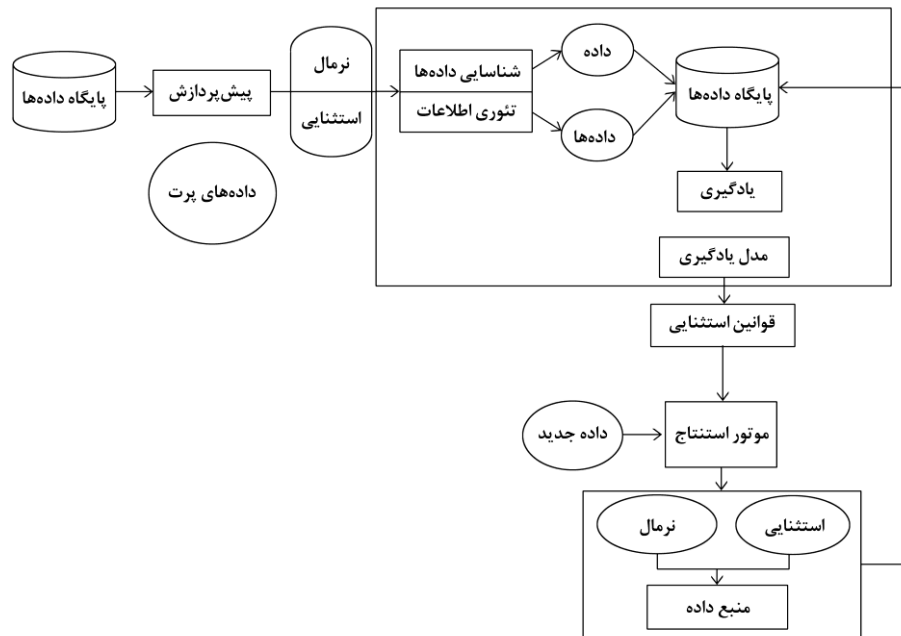 پایگاه داده‌ها
پیش‌پردازش
نرمال
استثنایی
داده‌های پرت
شناسایی داده‌ها
تئوری اطلاعات
داده
داده‌ها
پایگاه داده‌ها
یادگیری
مدل یادگیری
قوانین استثنایی
داده جدید
موتور استنتاج
نرمال
استثنایی
منبع داده